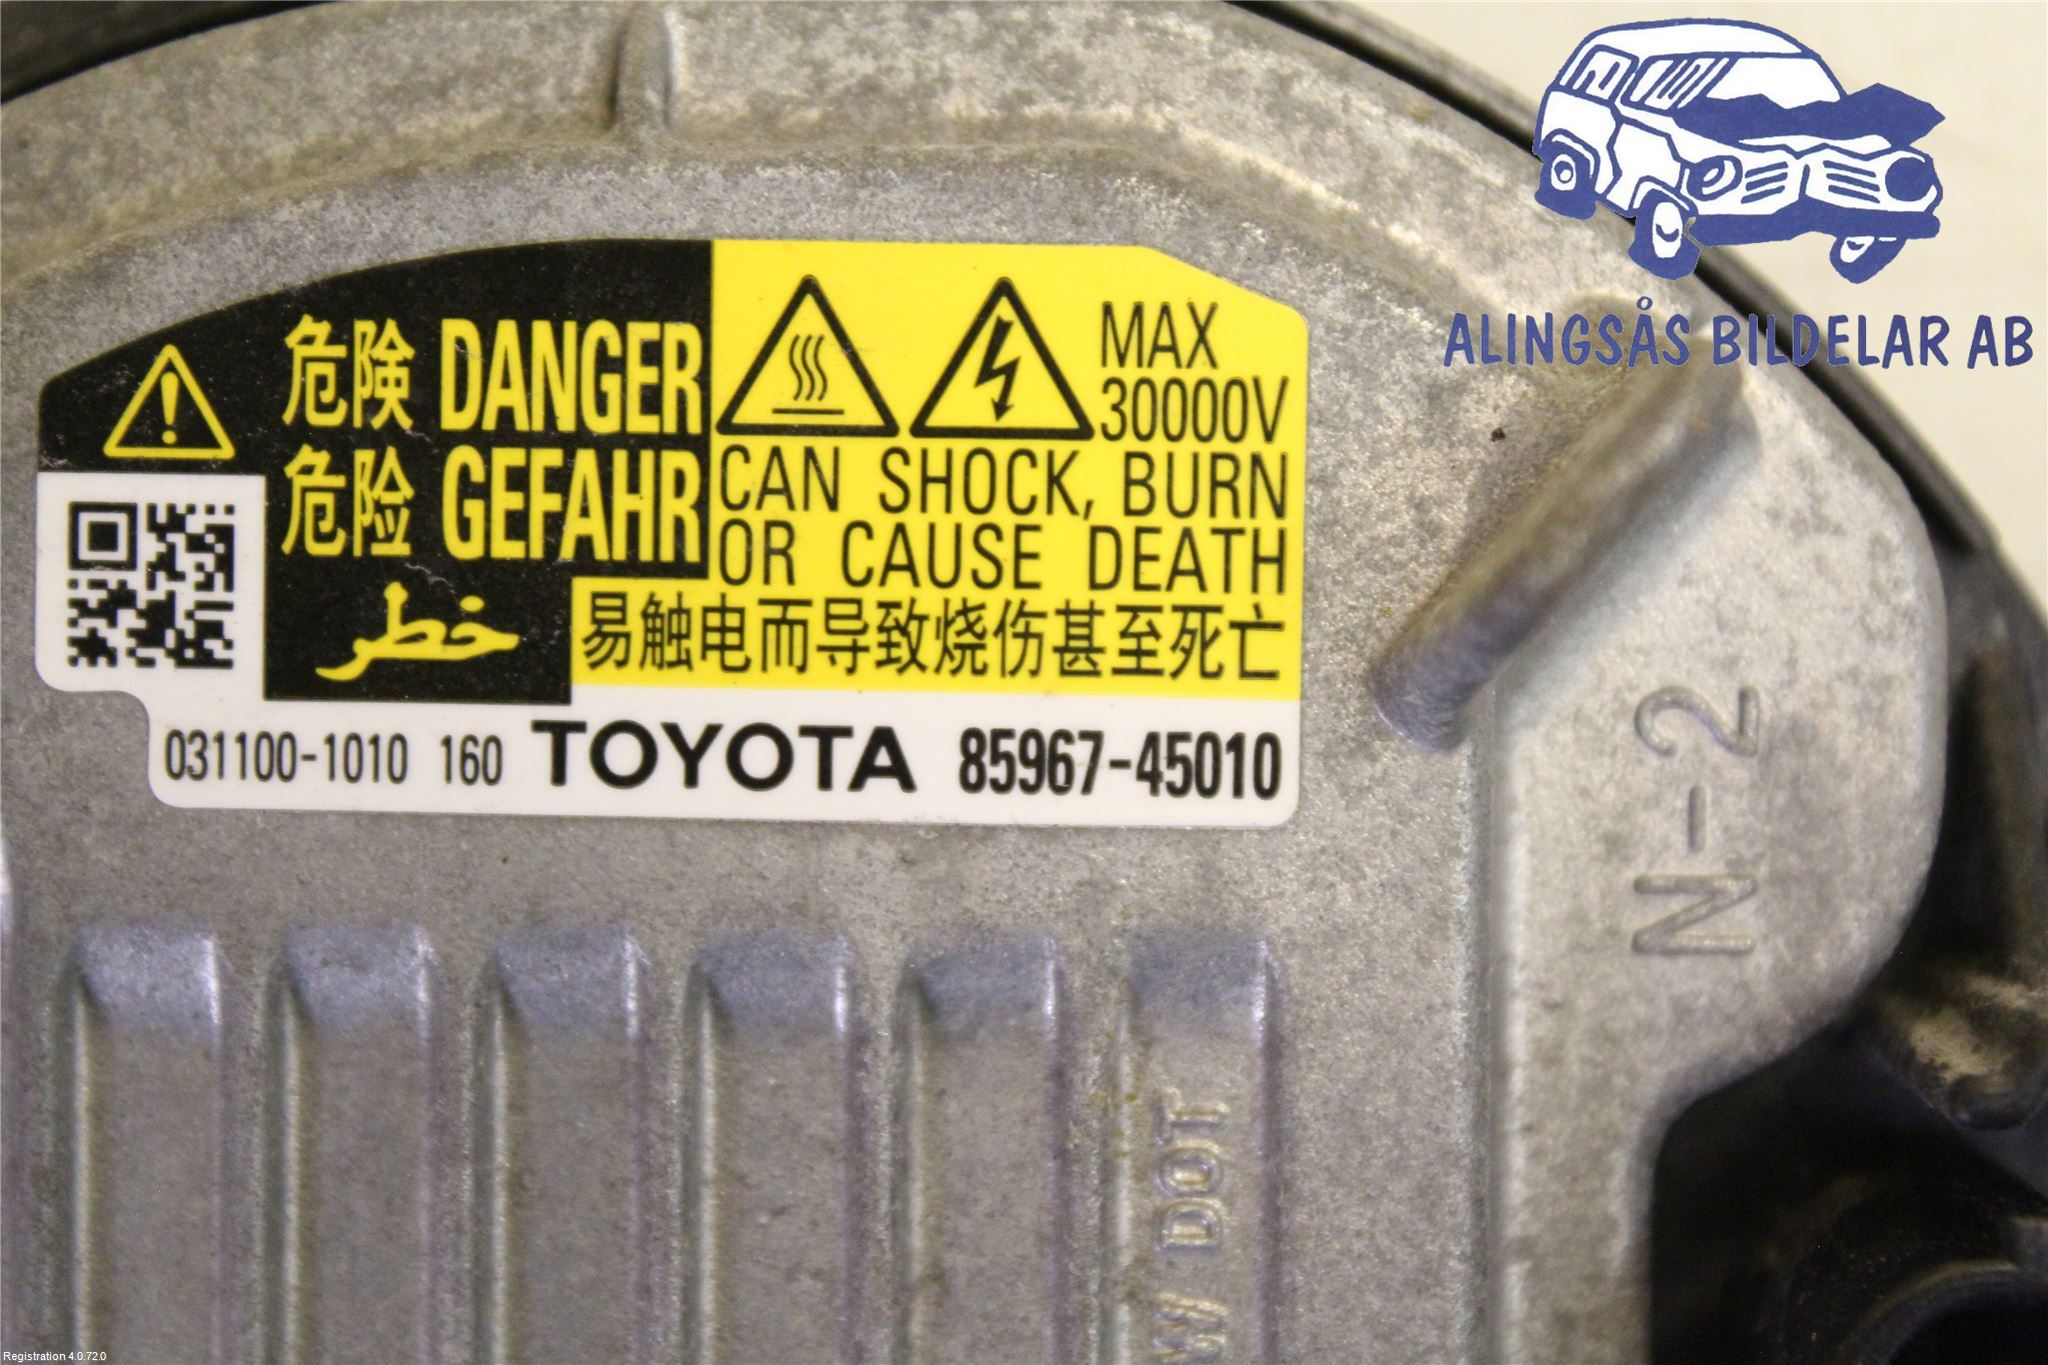 ALINGSÅS BILDELAR AB
危険 DANGER
危险 GEFAHR
خطر
MAX
30000V
CAN SHOCK, BURN
OR CAUSE DEATH
易触电而导致烧伤甚至死亡
031100-1010 160 TOYOTA 85967-45010
N-2
W/ DOT
Registration 4.0.72.0